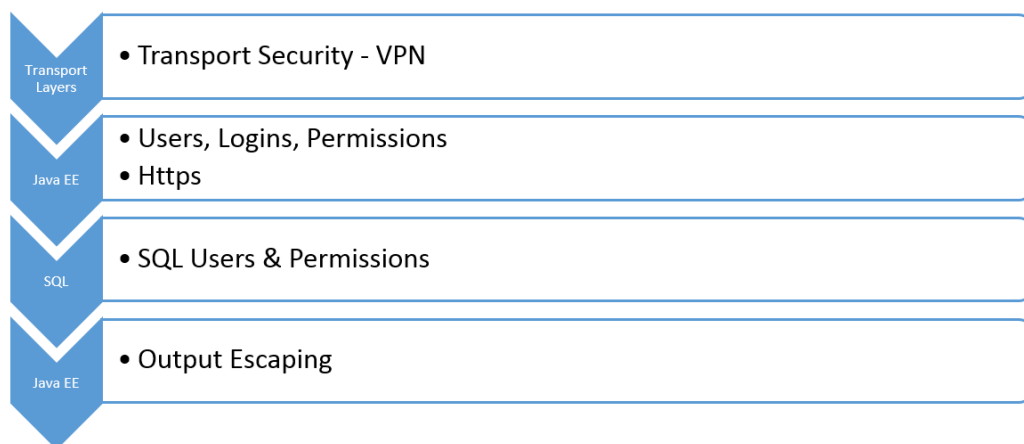 Transport
Layers
• Transport Security - VPN
Java EE
• Users, Logins, Permissions
• Https
SQL
• SQL Users & Permissions
Java EE
• Output Escaping